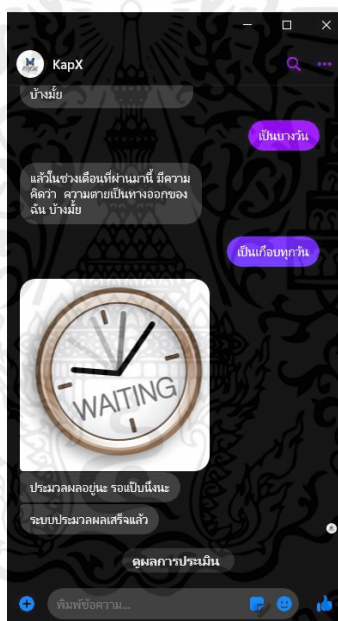 KapX
บ้างมั้ย
เป็นบางวัน
แล้วในช่วงเดือนที่ผ่านมานี้ มีความ
คิดว่า ความตายเป็นทางออกของ
ฉัน บ้างมั้ย
เป็นเกือบทุกวัน
WAITING
ประมวลผลอยู่นะ รอแป๊บนึงนะ
ระบบประมวลผลเสร็จแล้ว
ดูผลการประเมิน
พิมพ์ข้อความ...